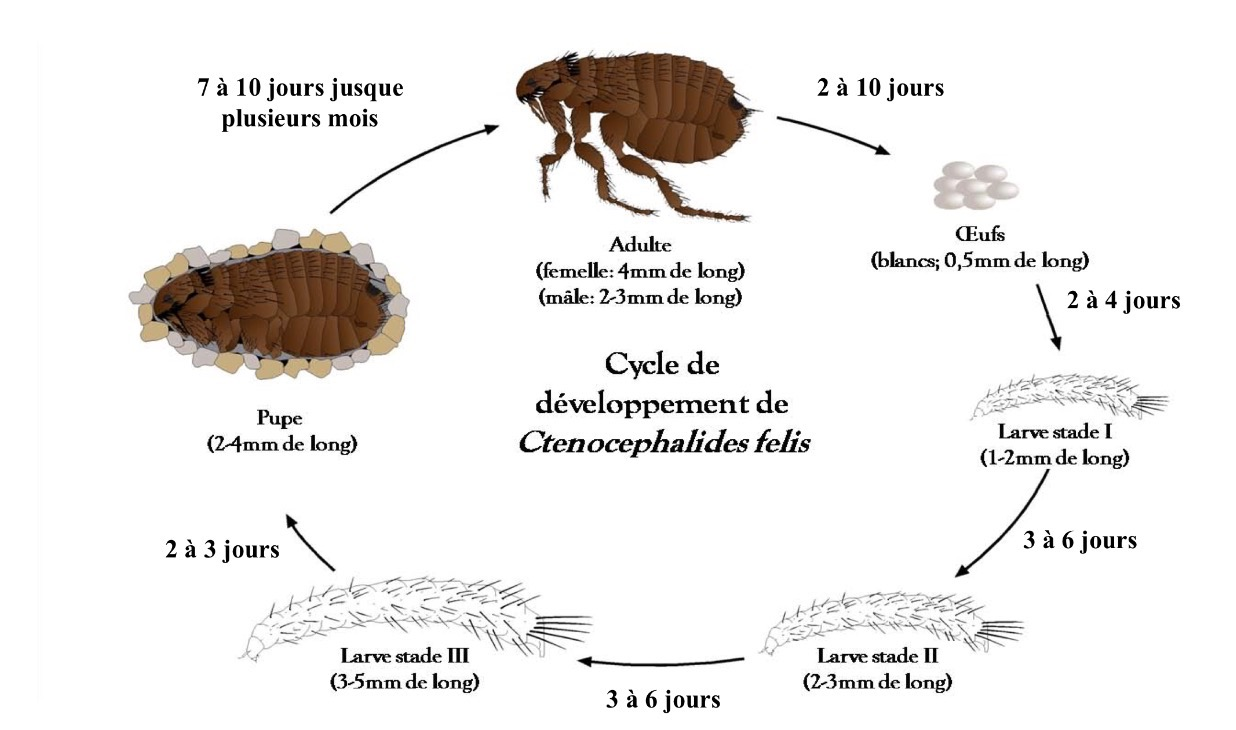 7 à 10 jours jusque
plusieurs mois
2 à 10 jours
Adulte
(femelle: 4mm de long)
(mâle: 2-3mm de long)
Œufs
(blancs; 0,5mm de long)
2 à 4 jours
Cycle de
développement de
Ctenocephalides felis
Pupe
(2-4mm de long)
Larve stade I
(1-2mm de long)
3 à 6 jours
2 à 3 jours
Larve stade III
(3-5mm de long)
Larve stade II
(2-3mm de long)
3 à 6 jours